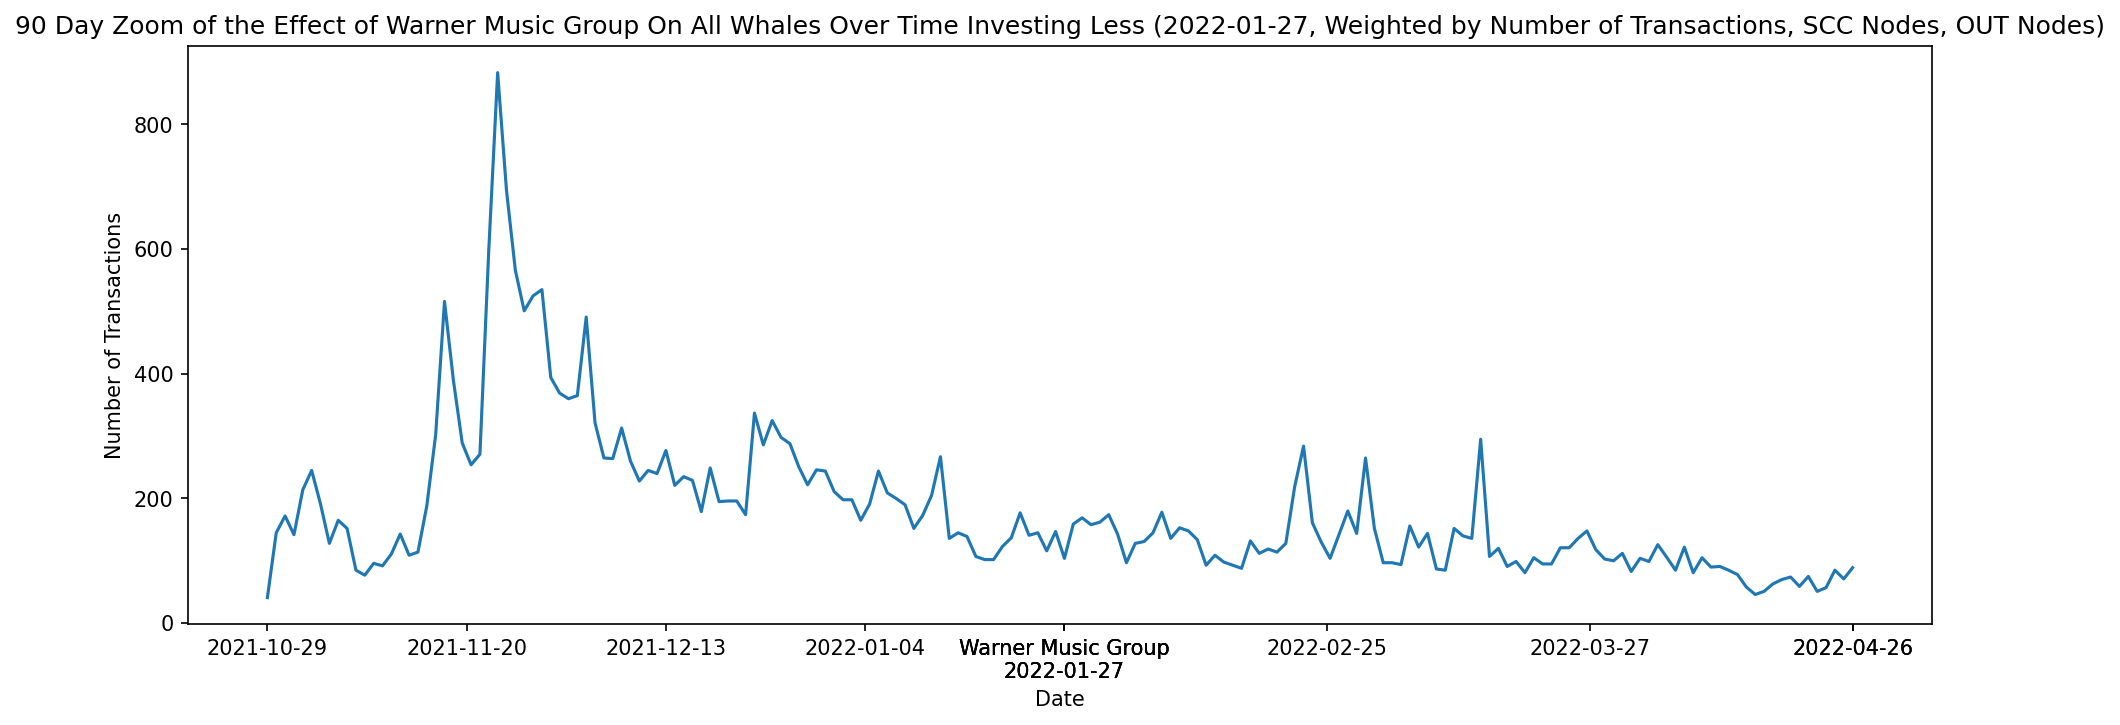 90 Day Zoom of the Effect of Warner Music Group On All Whales Over Time Investing Less (2022-01-27, Weighted by Number of Transactions, SCC Nodes, OUT Nodes)
Number of Transactions
800
600
400
200
0
2021-10-29 2021-11-20 2021-12-13 2022-01-04 Warner Music Group 2022-02-25 2022-03-27 2022-04-26
2022-01-27
Date